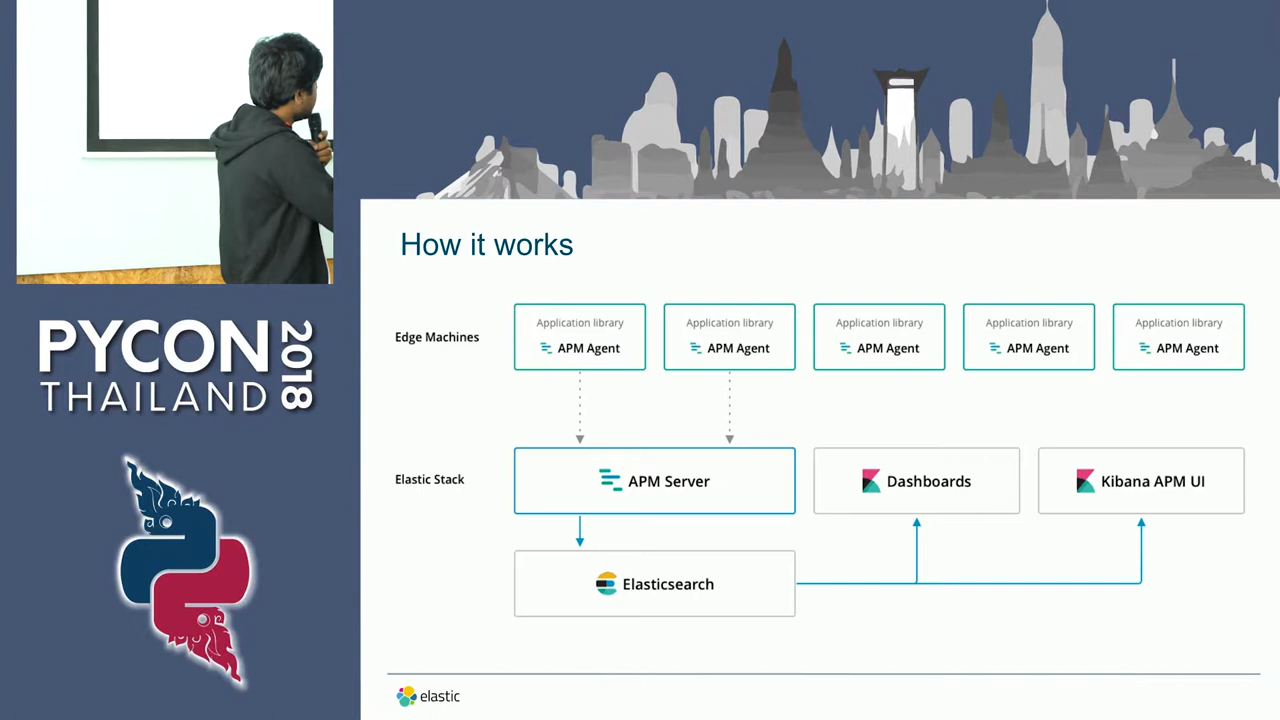 PYCON 2018
THAILAND
How it works
Edge Machines
Application library
APM Agent
Application library
APM Agent
Application library
APM Agent
Application library
APM Agent
Application library
APM Agent
Elastic Stack
APM Server
Dashboards
Kibana APM UI
Elasticsearch
elastic